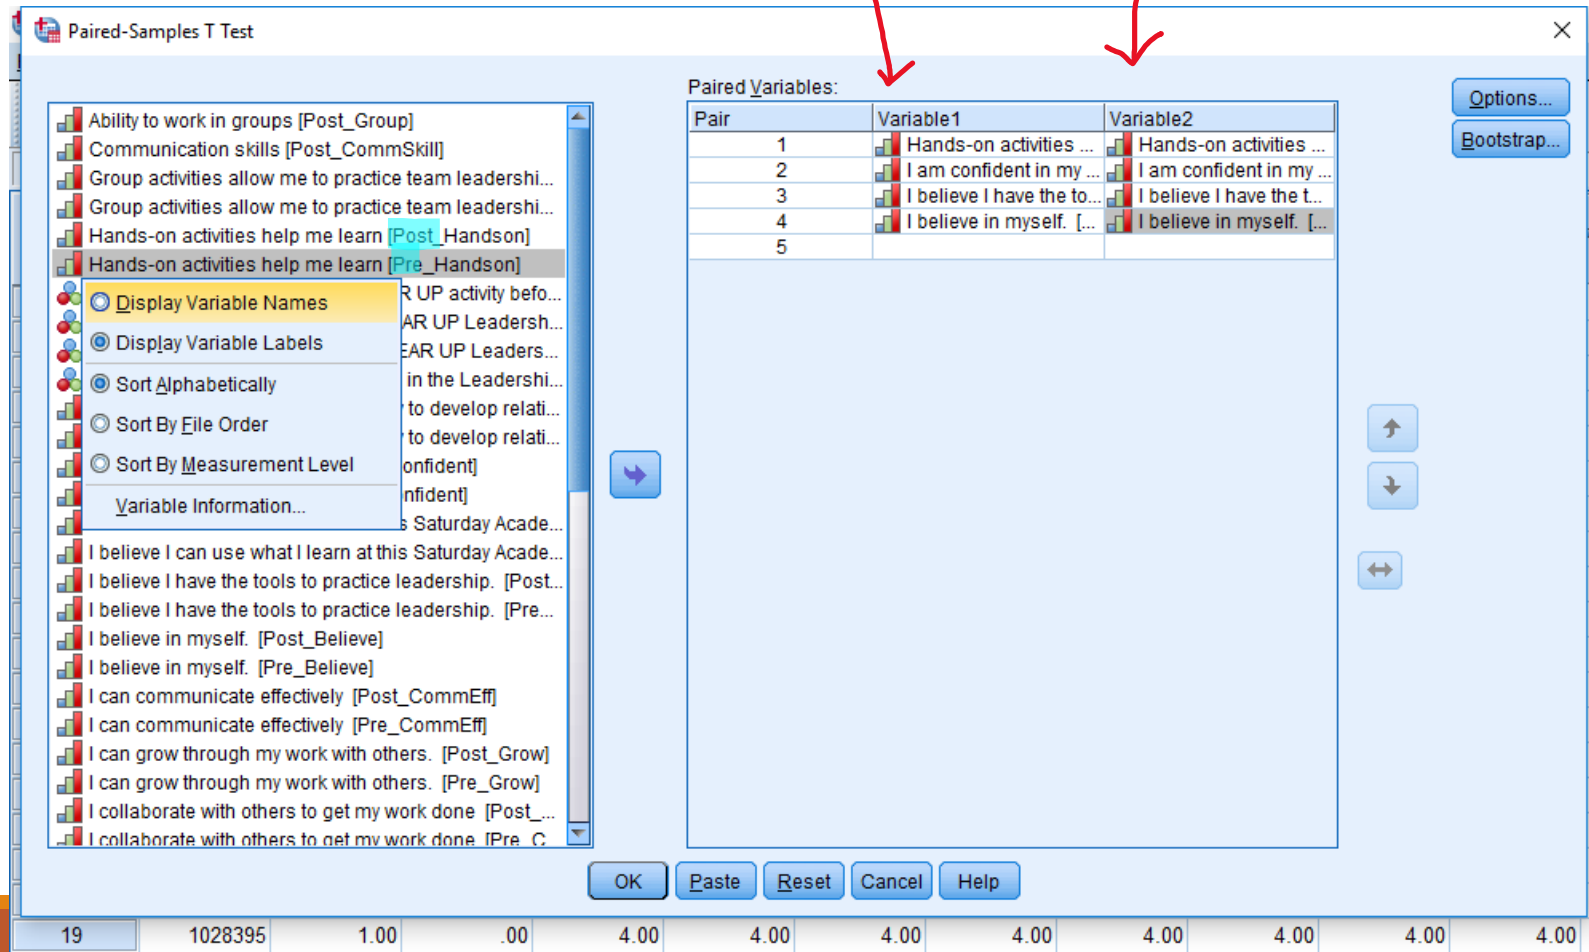 Paired-Samples T Test
Paired Variables:
Options...
Bootstrap...
Ability to work in groups [Post_Group]
Communication skills [Post_CommSkill]
Group activities allow me to practice team leadershi...
Group activities allow me to practice team leadershi...
Hands-on activities help me learn [Post_Handson]
Hands-on activities help me learn [Pre_Handson]
R UP activity befo...
AR UP Leadersh...
EAR UP Leaders...
in the Leadershi...
to develop relati...
to develop relati...
onfident]
nfident]
s Saturday Acade...
I believe I can use what I learn at this Saturday Acade...
I believe I have the tools to practice leadership. [Post...
I believe I have the tools to practice leadership. [Pre...
I believe in myself. [Post_Believe]
I believe in myself. [Pre_Believe]
I can communicate effectively [Post_CommEff]
I can communicate effectively [Pre_CommEff]
I can grow through my work with others. [Post_Grow]
I can grow through my work with others. [Pre_Grow]
I collaborate with others to get my work done [Post_...
I collaborate with others to get my work done [Pre_C
Display Variable Names
Display Variable Labels
Sort Alphabetically
Sort By File Order
Sort By Measurement Level
Variable Information...
Pair Variable1 Variable2
1 Hands-on activities ... Hands-on activities ...
2 I am confident in my ... I am confident in my ...
3 I believe I have the to... I believe I have the t...
4 I believe in myself. [... I believe in myself. [...
5
OK Paste Reset Cancel Help
19 1028395 1.00 .00 4.00 4.00 4.00 4.00 4.00 4.00 4.00 4.00